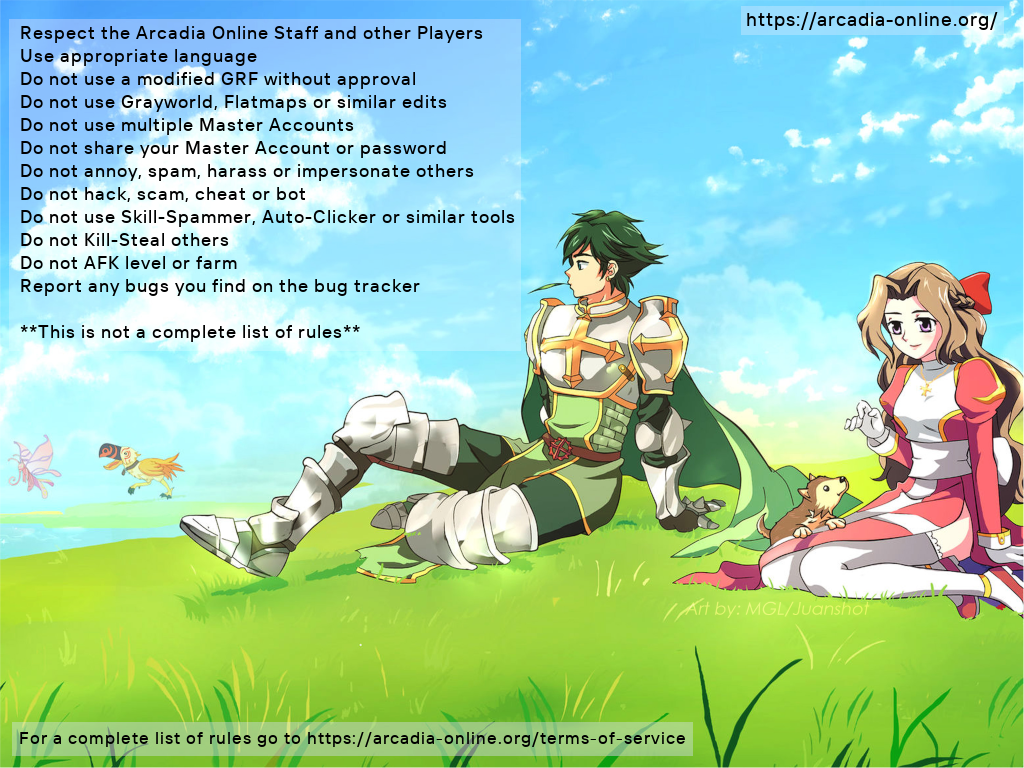 https://arcadia-online.org/
Respect the Arcadia Online Staff and other Players
Use appropriate language
Do not use a modified GRF without approval
Do not use Grayworld, Flatmaps or similar edits
Do not use multiple Master Accounts
Do not share your Master Account or password
Do not annoy, spam, harass or impersonate others
Do not hack, scam, cheat or bot
Do not use Skill-Spammer, Auto-Clicker or similar tools
Do not Kill-Steal others
Do not AFK level or farm
Report any bugs you find on the bug tracker
**This is not a complete list of rules**
Art by: MGL/Juanshot
For a complete list of rules go to https://arcadia-online.org/terms-of-service